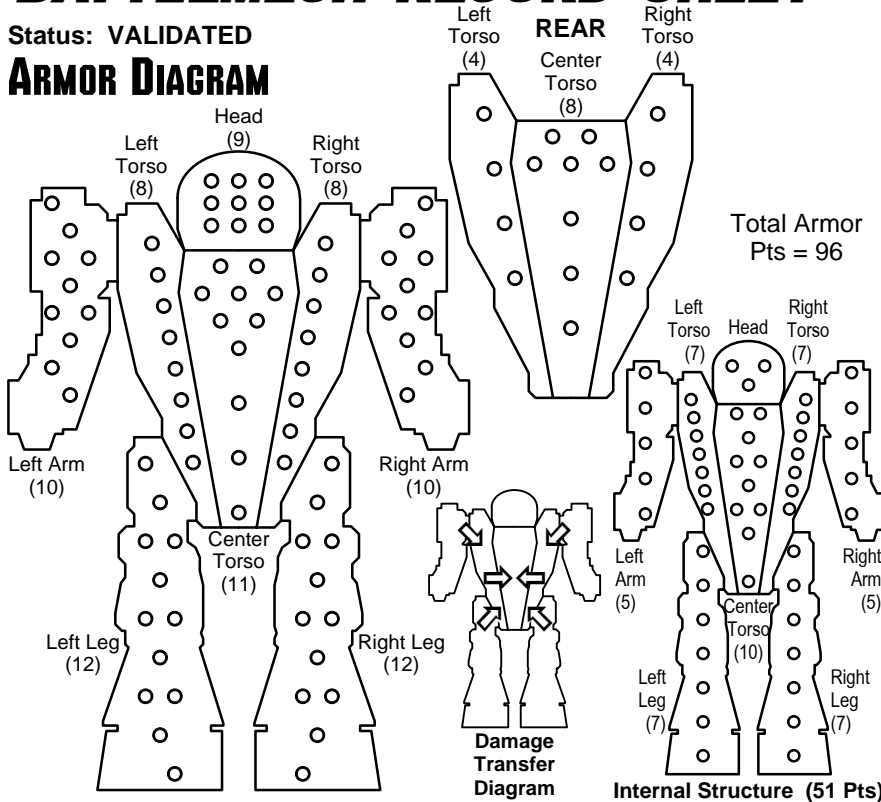 BATTLEMECH RECORD SHEET
Status: VALIDATED
ARMOR DIAGRAM
Head
(9)
Left
Torso
(8)
Right
Torso
(8)
Left Arm
(10)
Right Arm
(10)
Center
Torso
(11)
Left Leg
(12)
Right Leg
(12)
REAR
Left
Torso
(4)
Center
Torso
(8)
Right
Torso
(4)
Total Armor
Pts = 96
Damage
Transfer
Diagram
Left
Torso
(7)
Head
Right
Torso
(7)
Left
Arm
(5)
Right
Arm
(5)
Center
Torso
(10)
Left
Leg
(7)
Right
Leg
(7)
Internal Structure (51 Pts)